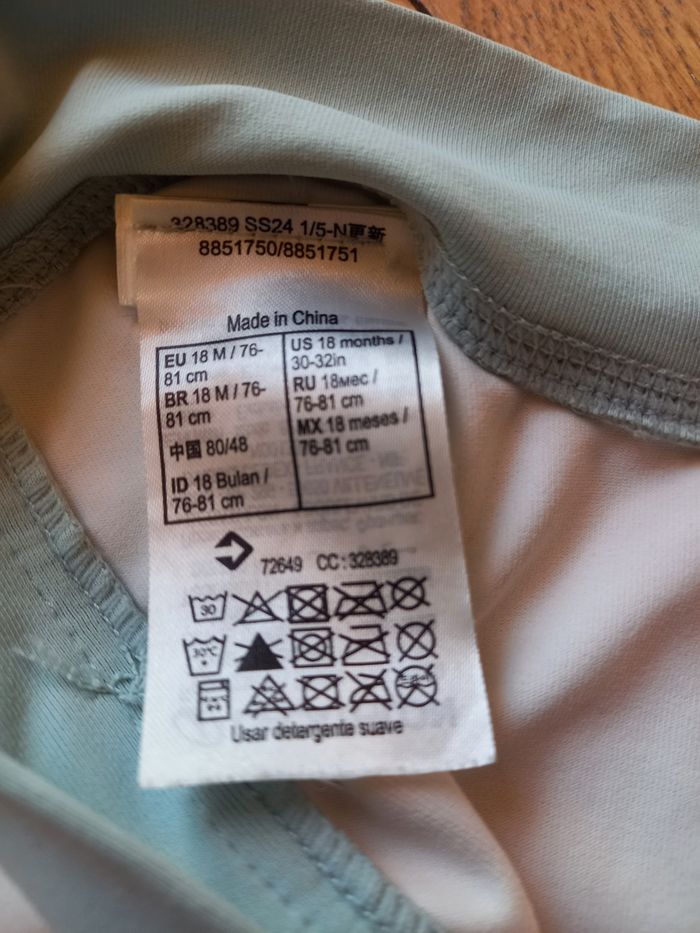 328389 SS24 1/5-N更新
8851750/8851751
Made in China
EU 18 M / 76-
81 cm
BR 18 M / 76-
81 cm
中国 80/48
ID 18 Bulan /
76-81 cm
US 18 months /
30-32in
RU 18мес /
76-81 cm
MX 18 meses /
76-81 cm
72649 CC:328389
30
30°C
Usar detergente suave